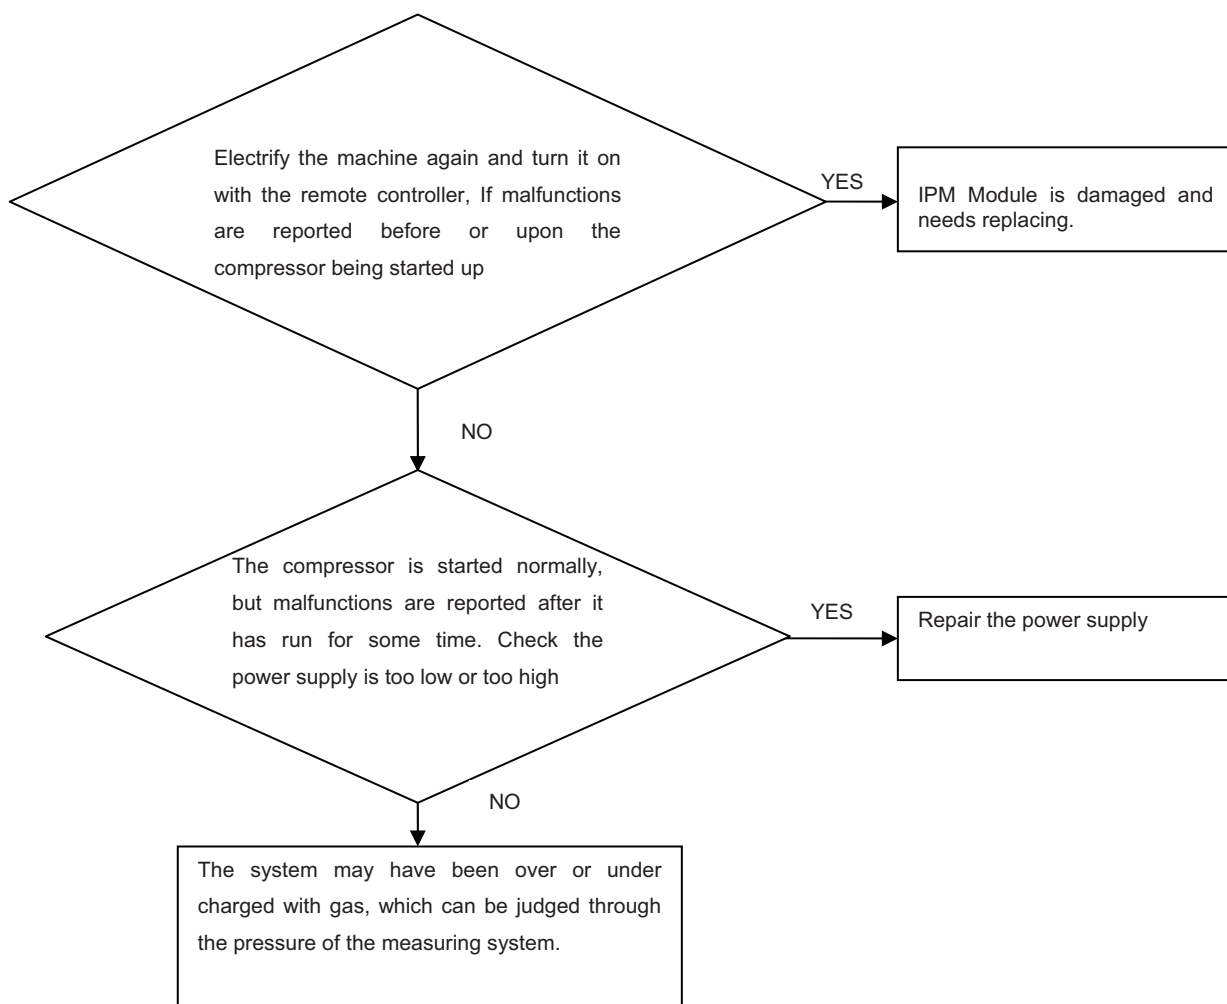 Electrify the machine again and turn it on
with the remote controller, If malfunctions
are reported before or upon the
compressor being started up
YES
IPM Module is damaged and
needs replacing.
NO
The compressor is started normally,
but malfunctions are reported after it
has run for some time. Check the
power supply is too low or too high
YES
Repair the power supply
NO
The system may have been over or under
charged with gas, which can be judged through
the pressure of the measuring system.